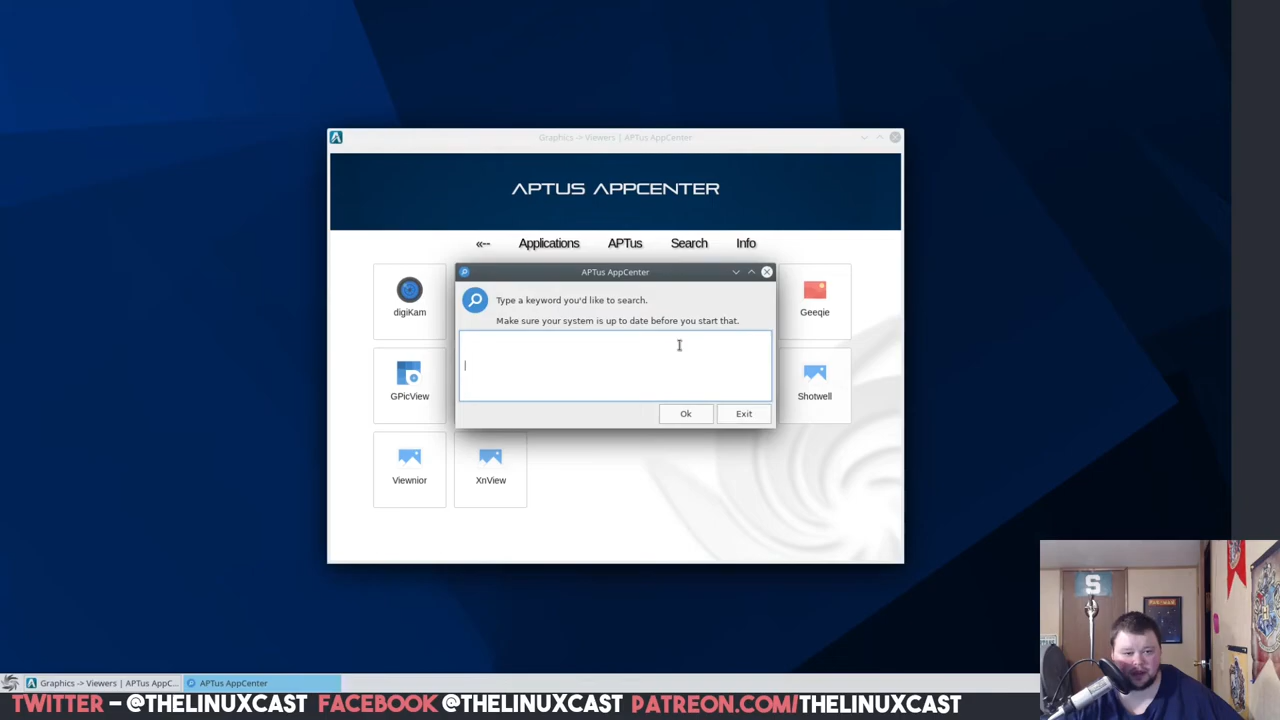 Graphics -> Viewers | APTus AppCenter
APTUS APPCENTER
«-- Applications APTus Search Info
APTus AppCenter
Type a keyword you'd like to search.
Make sure your system is up to date before you start that.
Ok Exit
digiKam
Geeqie
GPicView
Shotwell
Viewnior
XnView
S
Graphics -> Viewers | APTus AppC...
APTus AppCenter
TWITTER – @THELINUXCAST FACEBOOK @THELINUXCAST PATREON.COM/THELINUXCAST